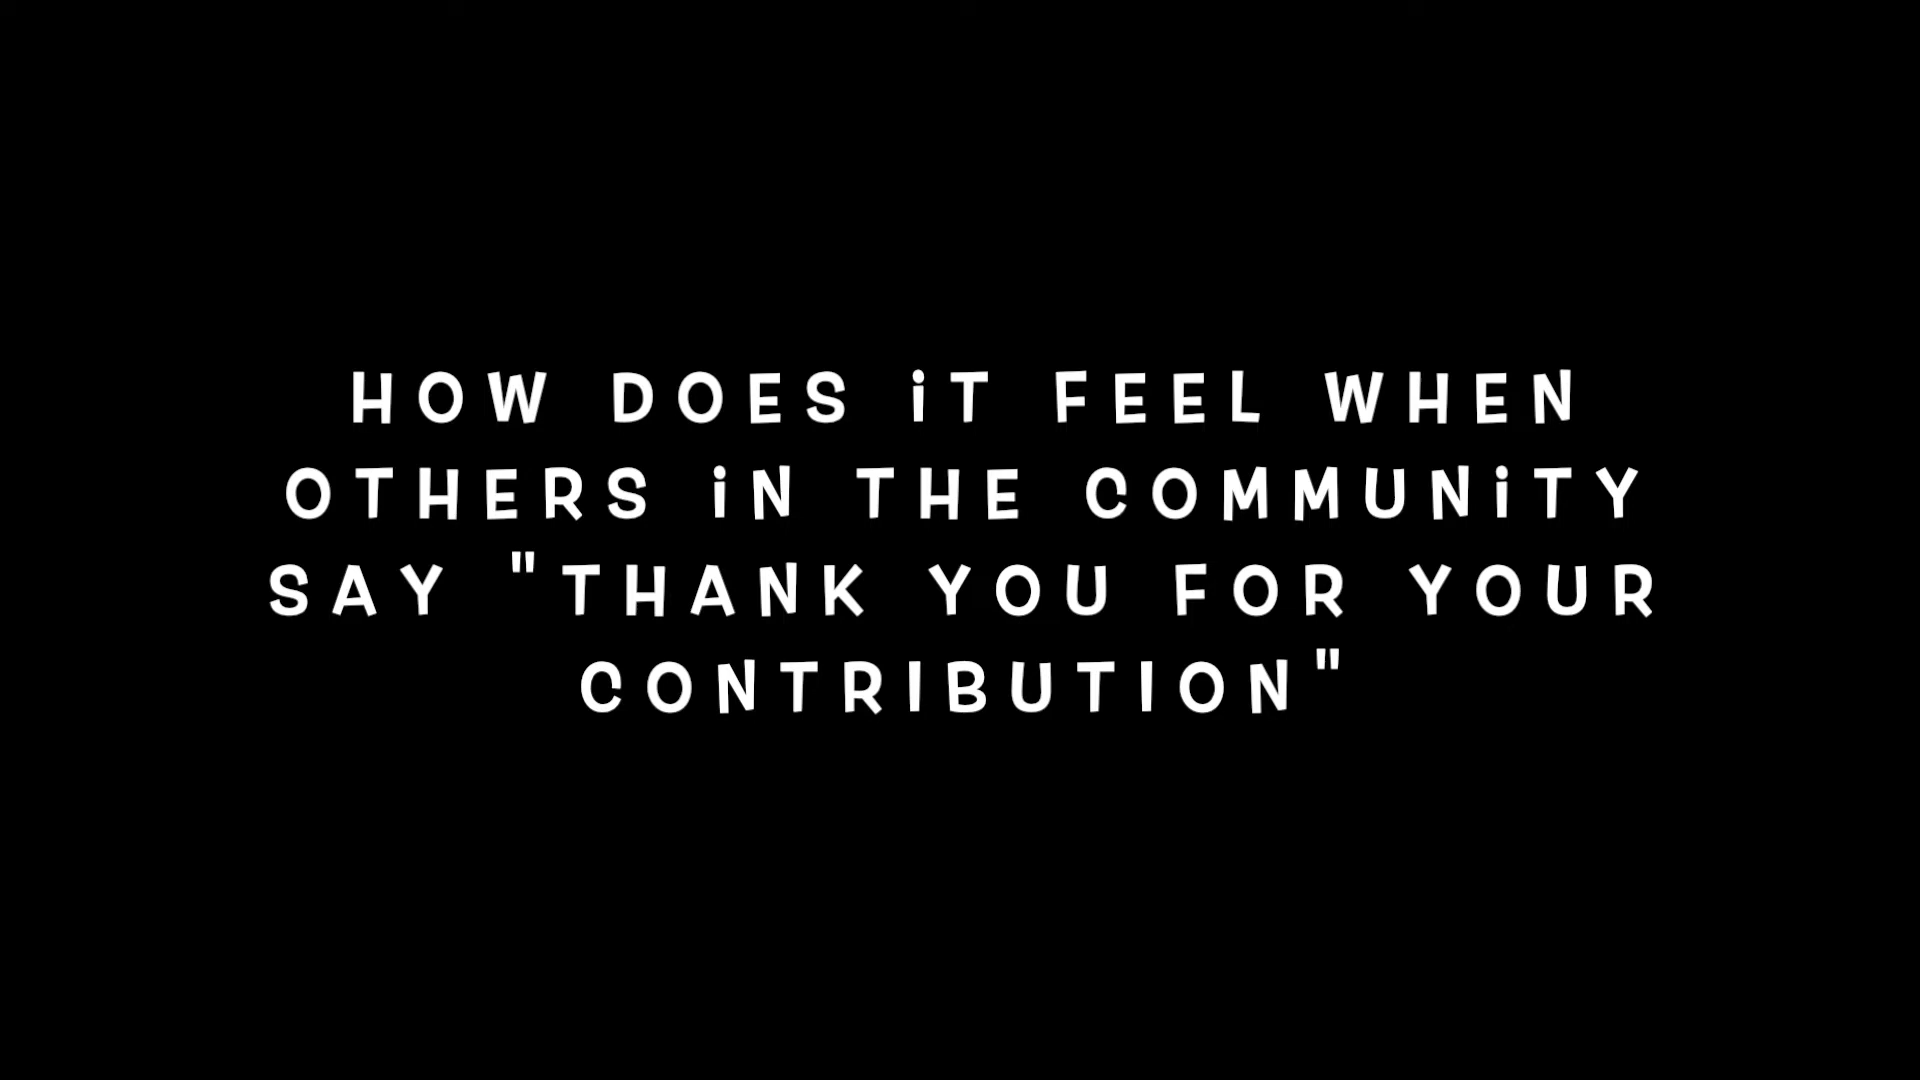 HOW DOES iT FEEL WHEN
OTHERS iN THE COMMUNiTY
SAY "THANK YOU FOR YOUR
CONTRIBUTION"